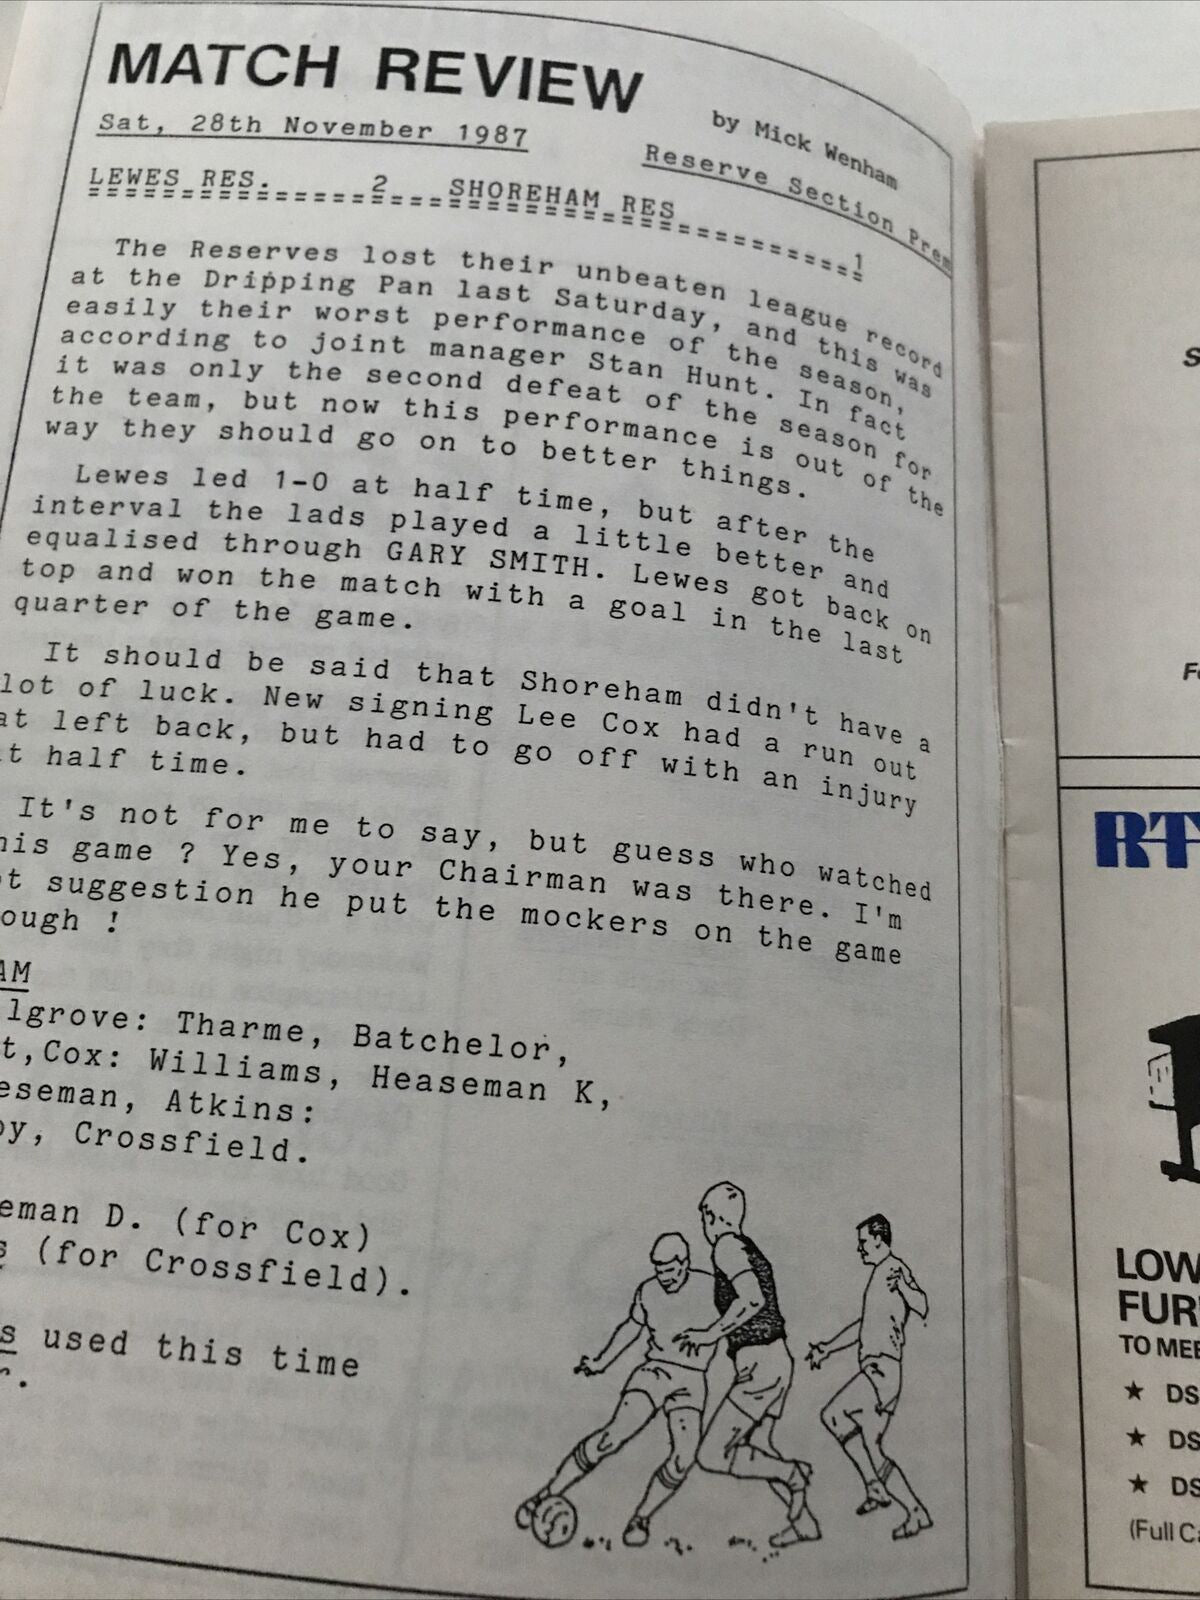 MATCH REVIEW
by Mick Wenham
Sat, 28th November 1987
Reserve Section Prem
LEWES RES. 2 SHOREHAM RES 1
The Reserves lost their unbeaten league record
at the Dripping Pan last Saturday, and this was
easily their worst performance of the season,
according to joint manager Stan Hunt. In fact
it was only the second defeat of the season for
the team, but now this performance is out of the
way they should go on to better things.
Lewes led 1-0 at half time, but after the
interval the lads played a little better and
equalised through GARY SMITH. Lewes got back on
top and won the match with a goal in the last
quarter of the game.
It should be said that Shoreham didn't have a
lot of luck. New signing Lee Cox had a run out
at left back, but had to go off with an injury
t half time.
It's not for me to say, but guess who watched
his game ? Yes, your Chairman was there. I'm
t suggestion he put the mockers on the game
ough !
AM
lgrove: Tharme, Batchelor,
t, Cox: Williams, Heaseman K,
eseman, Atkins:
y, Crossfield.
eman D. (for Cox)
s (for Crossfield).
s used this time
r.
RTV
LOW
FUR
TO MEE
★ DS
★ DS
★ DS
(Full Ca